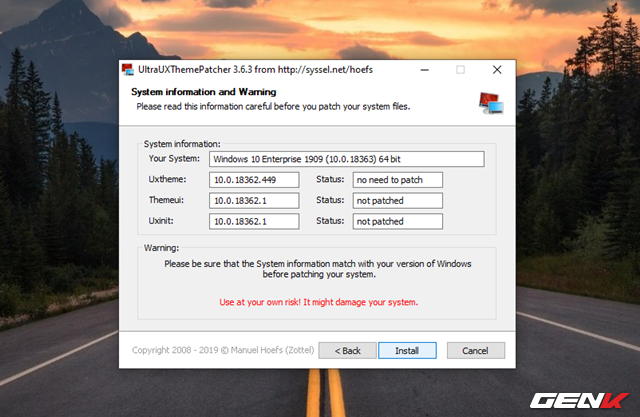 UltraUXThemePatcher 3.6.3 from http://syssel.net/hoefs
System information and Warning
Please read this information careful before you patch your system files.
System information:
Your System: Windows 10 Enterprise 1909 (10.0.18363) 64 bit
Uxtheme: 10.0.18362.449 Status: no need to patch
Themeui: 10.0.18362.1 Status: not patched
Uxinit: 10.0.18362.1 Status: not patched
Warning:
Please be sure that the System information match with your version of Windows
before patching your system.
Use at your own risk! It might damage your system.
Copyright 2008 - 2019 © Manuel Hoefs (Zottel) < Back Install Cancel
GENK